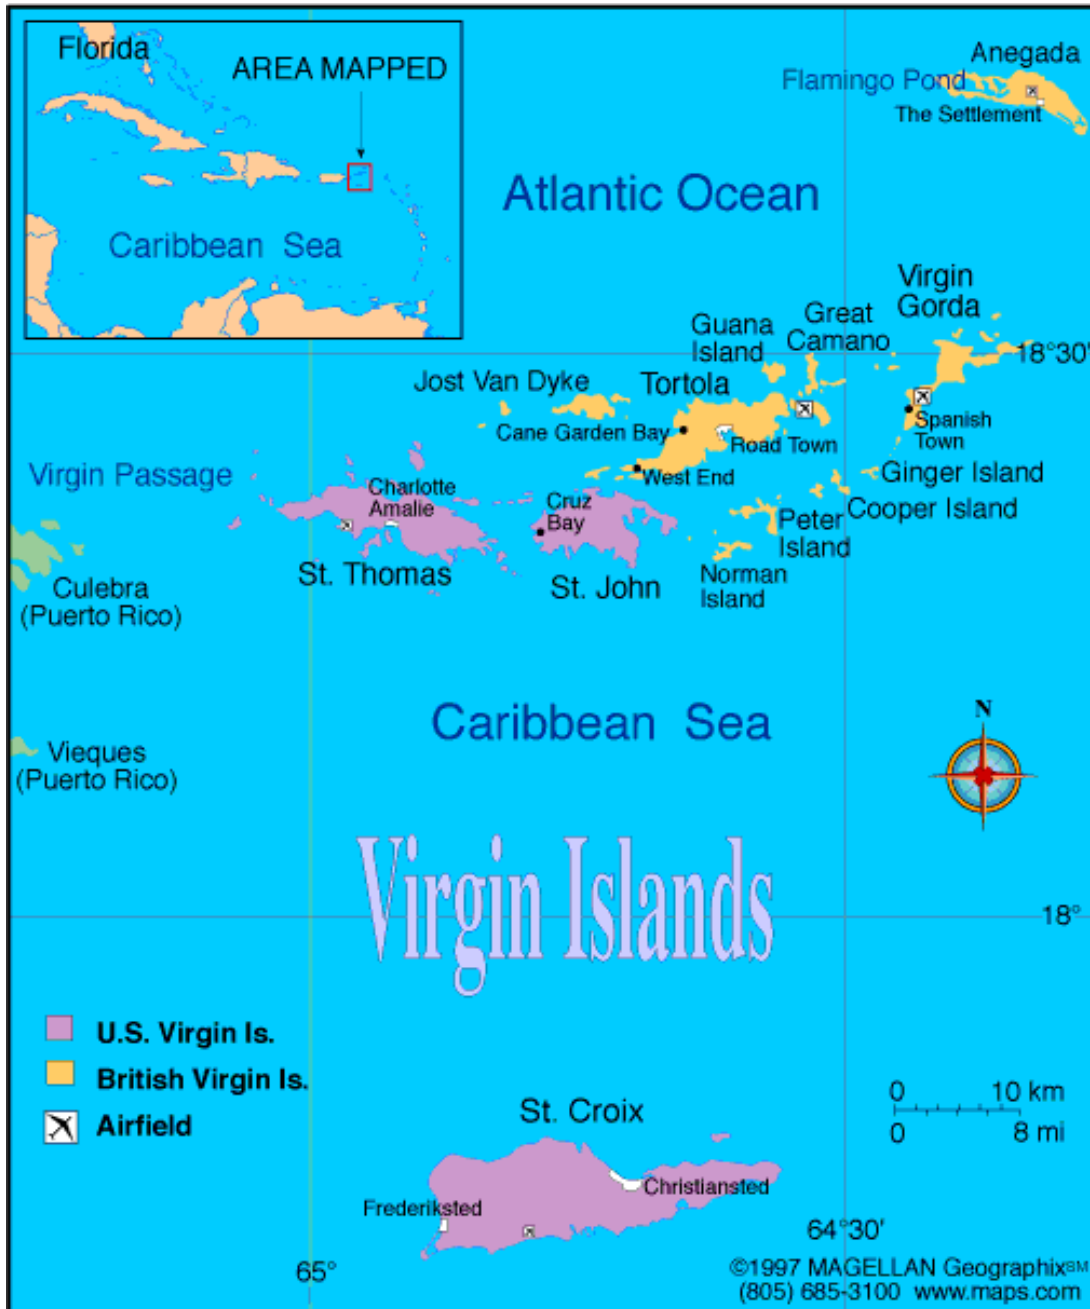 Florida
AREA MAPPED
Caribbean Sea
Anegada
Flamingo Pond
The Settlement
Atlantic Ocean
Virgin
Gorda
Great
Camano
Guana
Island
18°30'
Jost Van Dyke
Tortola
Cane Garden Bay
Road Town
Spanish
Town
West End
Ginger Island
Virgin Passage
Charlotte
Amalie
Cruz
Bay
Cooper Island
Peter
Island
St. Thomas
St. John
Norman
Island
Culebra
(Puerto Rico)
Caribbean Sea
N
Vieques
(Puerto Rico)
Virgin Islands
18°
U.S. Virgin Is.
British Virgin Is.
Airfield
0 10 km
0 8 mi
St. Croix
Christiansted
Frederiksted
64°30'
65°
©1997 MAGELLAN Geographix℠
(805) 685-3100 www.maps.com